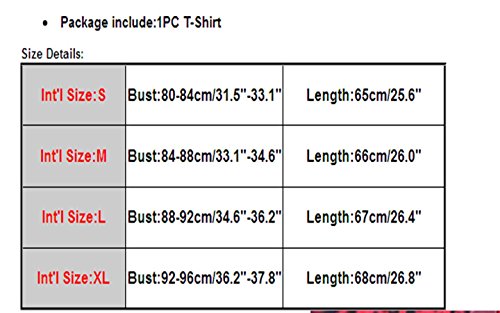 Package include:1PC T-Shirt
Size Details:
Int'l Size:S Bust:80-84cm/31.5"-33.1" Length:65cm/25.6"
Int'l Size:M Bust:84-88cm/33.1"-34.6" Length:66cm/26.0"
Int'l Size:L Bust:88-92cm/34.6"-36.2" Length:67cm/26.4"
Int'l Size:XL Bust:92-96cm/36.2"-37.8" Length:68cm/26.8"